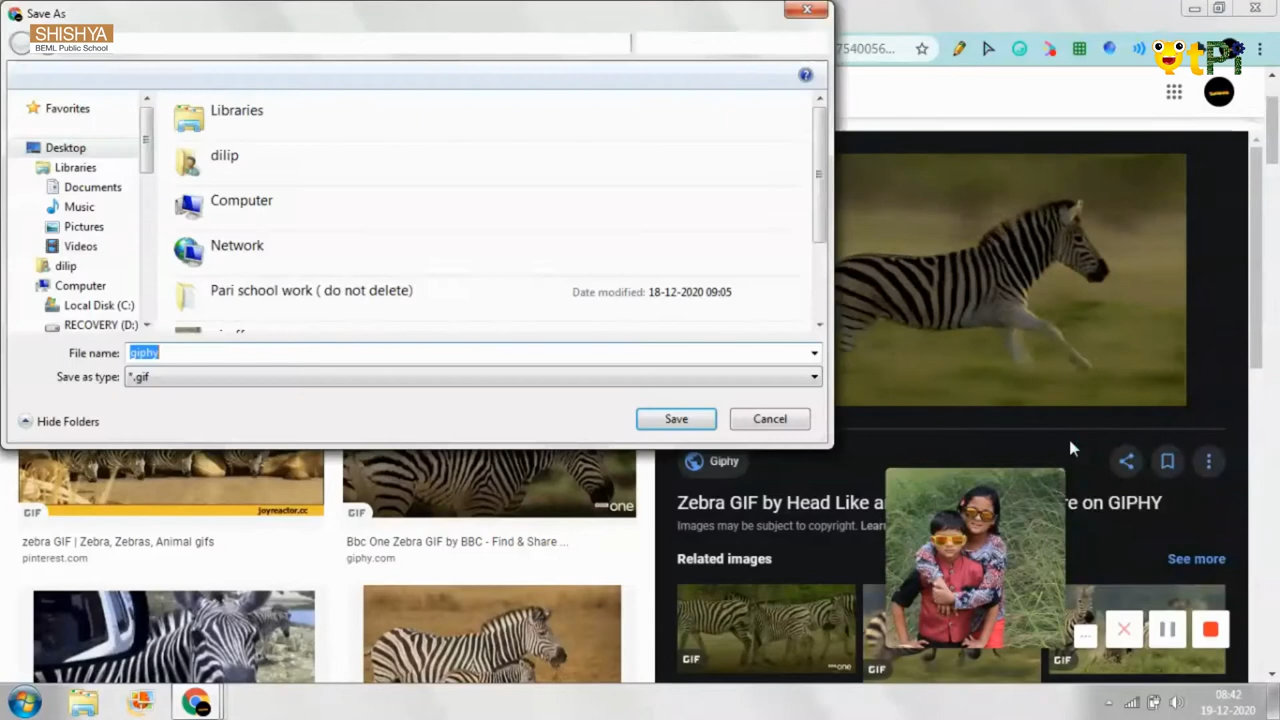 Save As
SHISHYA
BEML Public School
7540056...
Favorites
Desktop
Libraries
Documents
Music
Pictures
Videos
dilip
Computer
Local Disk (C:)
RECOVERY (D:)
Libraries
dilip
Computer
Network
Pari school work ( do not delete)
Date modified: 18-12-2020 09:05
File name: giphy
Save as type: *.gif
Hide Folders
Save
Cancel
Giphy
Zebra GIF by Head Like a re on GIPHY
Images may be subject to copyright. Learn
Related images
See more
GIF
joyreactor.cc
GIF
one
zebra GIF | Zebra, Zebras, Animal gifs
pinterest.com
Bbc One Zebra GIF by BBC - Find & Share ...
giphy.com
GIF
one
GIF
GIF
08:42
19-12-2020